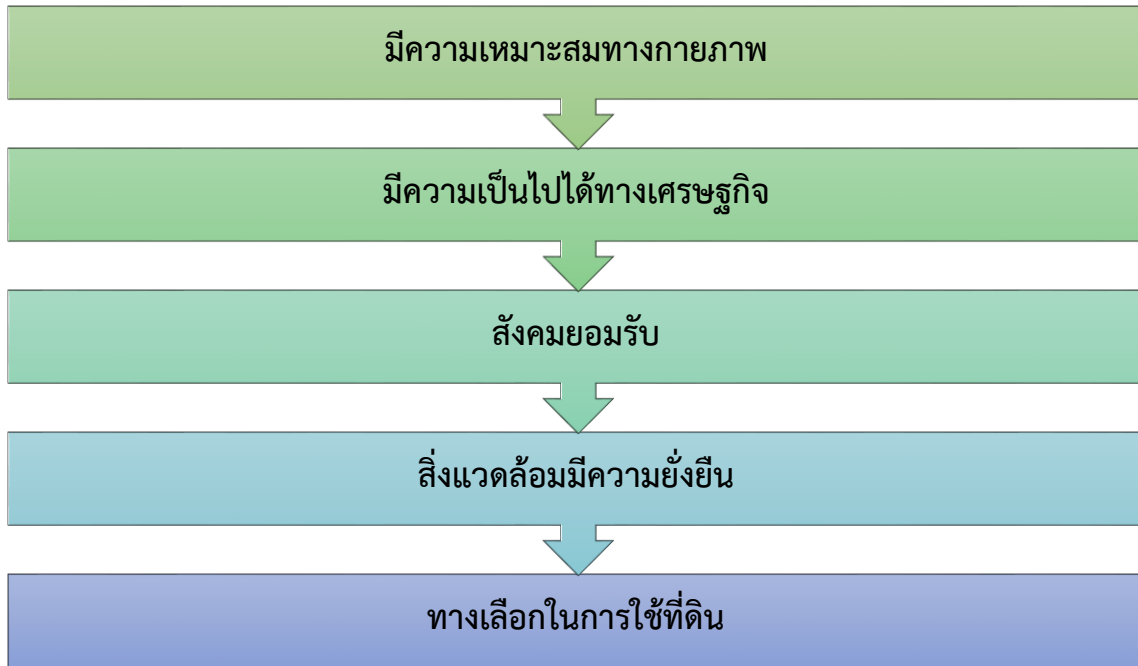 มีความเหมาะสมทางกายภาพ
มีความเป็นไปได้ทางเศรษฐกิจ
สังคมยอมรับ
สิ่งแวดล้อมมีความยั่งยืน
ทางเลือกในการใช้ที่ดิน